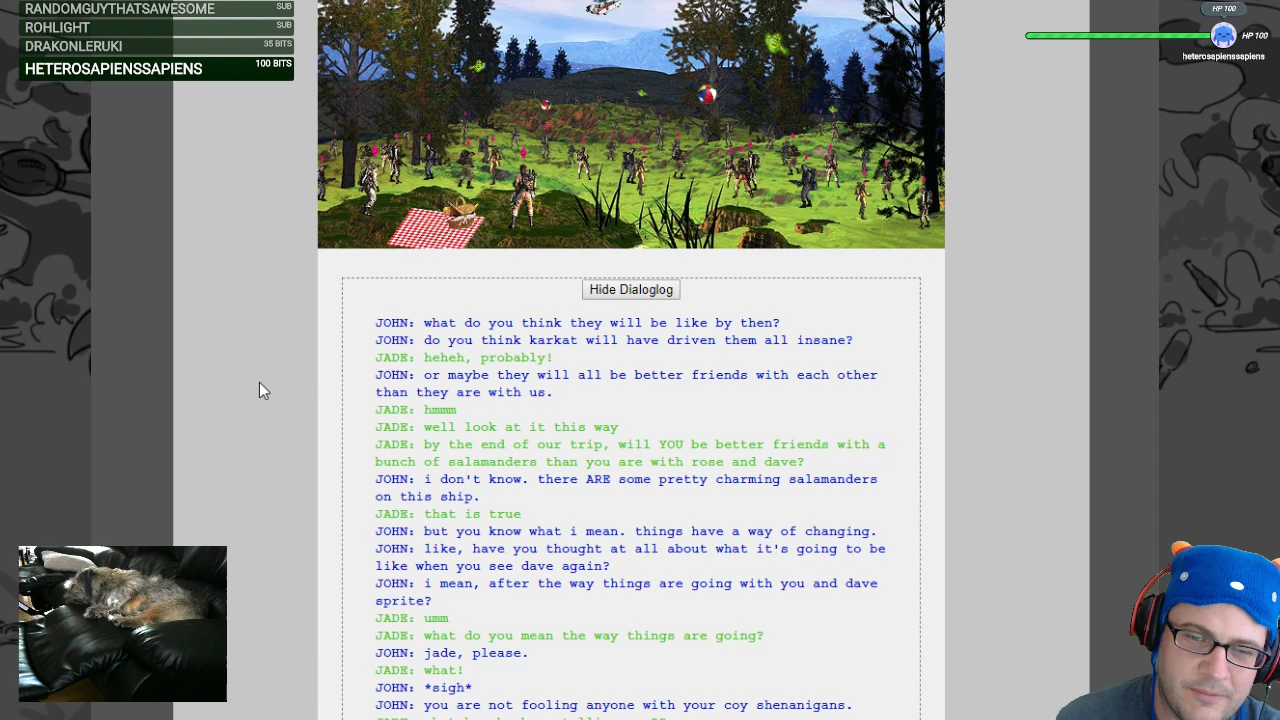 RANDOMGUYTHATSAWESOME SUB
ROHLIGHT SUB
DRAKONLERUKI 35 BITS
HETEROSAPIENSSAPIENS 100 BITS
HP 100
HP 100
heterosapienssapiens
Hide Dialoglog
JOHN: what do you think they will be like by then?
JOHN: do you think karkat will have driven them all insane?
JADE: heheh, probably!
JOHN: or maybe they will all be better friends with each other
than they are with us.
JADE: hmmm
JADE: well look at it this way
JADE: by the end of our trip, will YOU be better friends with a
bunch of salamanders than you are with rose and dave?
JOHN: i don't know. there ARE some pretty charming salamanders
on this ship.
JADE: that is true
JOHN: but you know what i mean. things have a way of changing.
JOHN: like, have you thought at all about what it's going to be
like when you see dave again?
JOHN: i mean, after the way things are going with you and dave
sprite?
JADE: umm
JADE: what do you mean the way things are going?
JOHN: jade, please.
JADE: what!
JOHN: *sigh*
JOHN: you are not fooling anyone with your coy shenanigans.